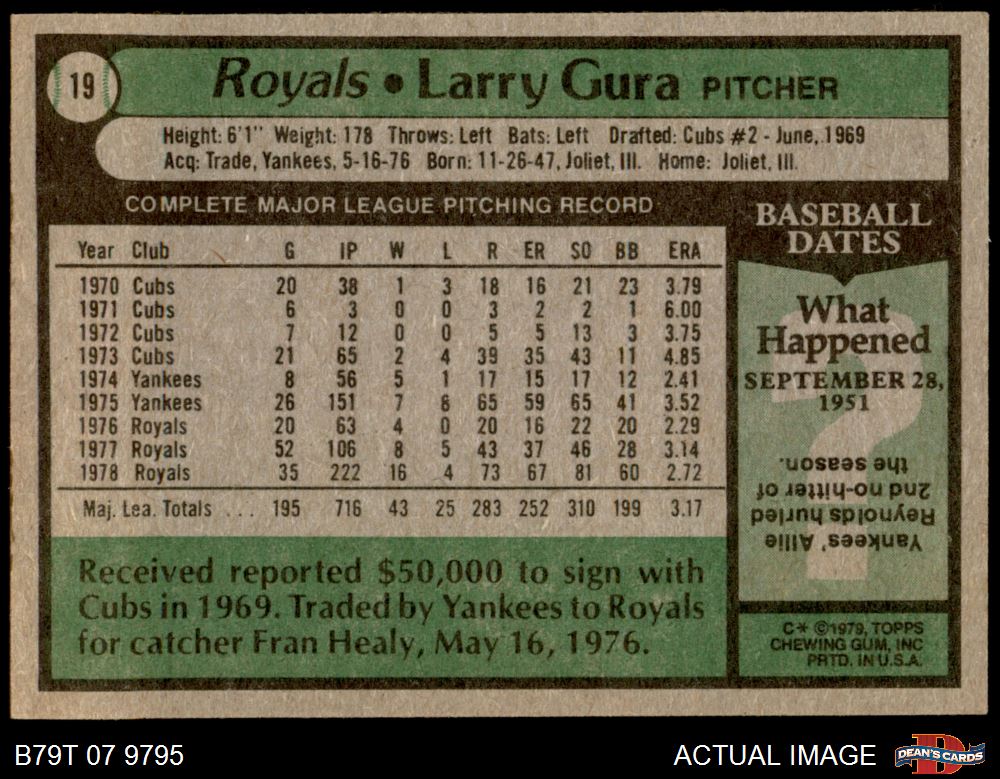 19
Royals • Larry Gura PITCHER
Height: 6'1" Weight: 178 Throws: Left Bats: Left Drafted: Cubs #2 - June, 1969
Acq: Trade, Yankees, 5-16-76 Born: 11-26-47, Joliet, Ill. Home: Joliet, Ill.
COMPLETE MAJOR LEAGUE PITCHING RECORD
Year Club G IP W L R ER SO BB ERA
1970 Cubs 20 38 1 3 18 16 21 23 3.79
1971 Cubs 6 3 0 0 3 2 2 1 6.00
1972 Cubs 7 12 0 0 5 5 13 3 3.75
1973 Cubs 21 65 2 4 39 35 43 11 4.85
1974 Yankees 8 56 5 1 17 15 17 12 2.41
1975 Yankees 26 151 7 8 65 59 65 41 3.52
1976 Royals 20 63 4 0 20 16 22 20 2.29
1977 Royals 52 106 8 5 43 37 46 28 3.14
1978 Royals 35 222 16 4 73 67 81 60 2.72
Maj. Lea. Totals ... 195 716 43 25 283 252 310 199 3.17
Received reported $50,000 to sign with
Cubs in 1969. Traded by Yankees to Royals
for catcher Fran Healy, May 16, 1976.
BASEBALL
DATES
What
Happened
SEPTEMBER 28,
1951
?
Yankees' Allie
Reynolds hurled
2nd no-hitter of
the season.
C* ©1979, TOPPS
CHEWING GUM, INC
PRTD. IN U.S.A.
B79T 07 9795
ACTUAL IMAGE
D
DEAN'S CARDS